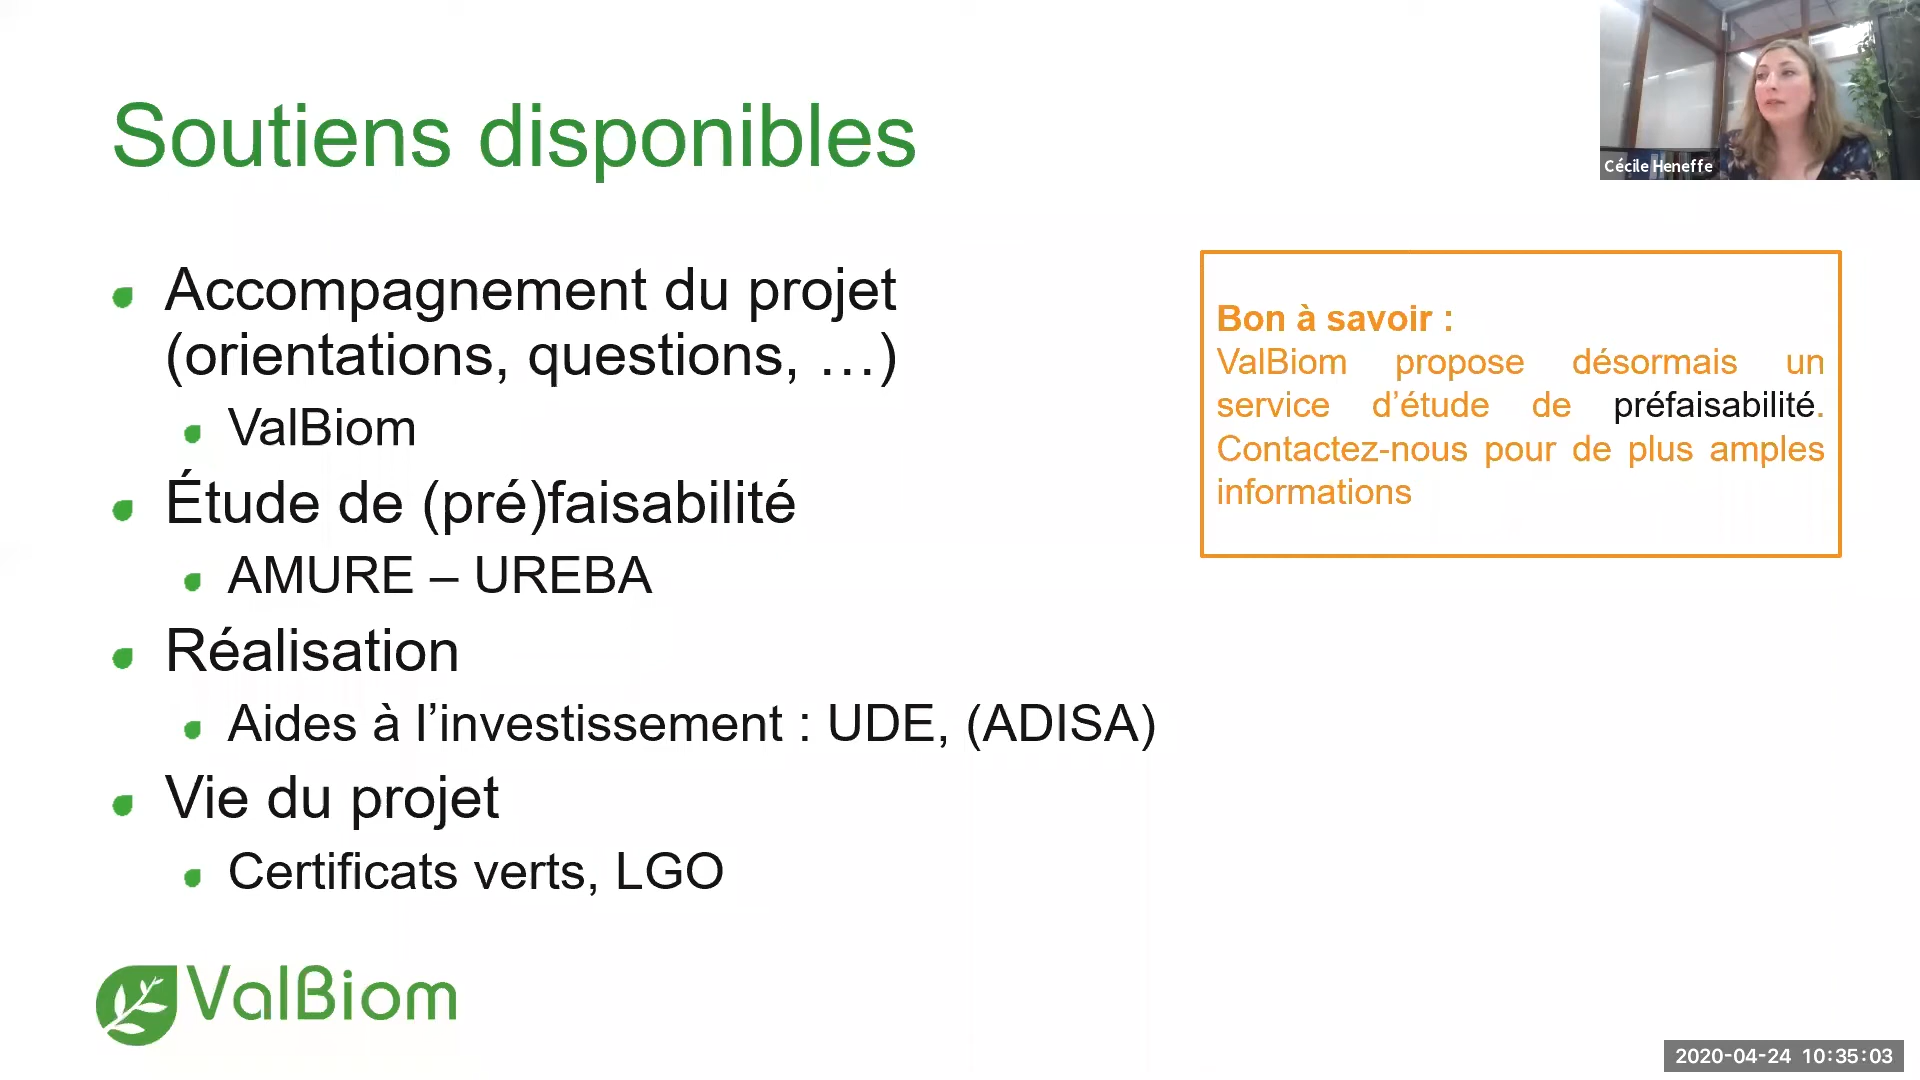 Soutiens disponibles
Cécile Heneffe
Accompagnement du projet
(orientations, questions, …)
ValBiom
Étude de (pré)faisabilité
AMURE – UREBA
Réalisation
Aides à l’investissement : UDE, (ADISA)
Vie du projet
Certificats verts, LGO
Bon à savoir :
ValBiom propose désormais un
service d’étude de préfaisabilité.
Contactez-nous pour de plus amples
informations
ValBiom
2020-04-24 10:35:03